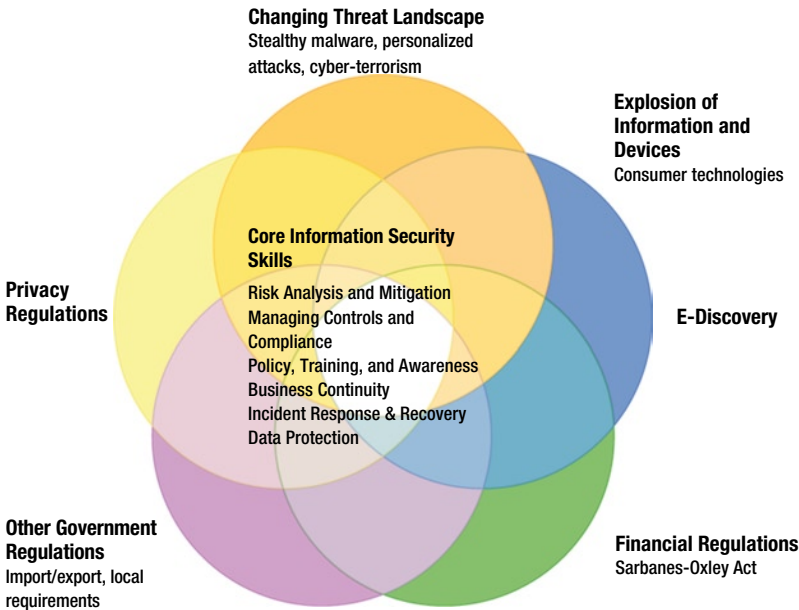 Changing Threat Landscape
Stealthy malware, personalized
attacks, cyber-terrorism
Explosion of
Information and
Devices
Consumer technologies
Core Information Security
Skills
Risk Analysis and Mitigation
Managing Controls and
Compliance
Policy, Training, and Awareness
Business Continuity
Incident Response & Recovery
Data Protection
Privacy
Regulations
E-Discovery
Other Government
Regulations
Import/export, local
requirements
Financial Regulations
Sarbanes-Oxley Act